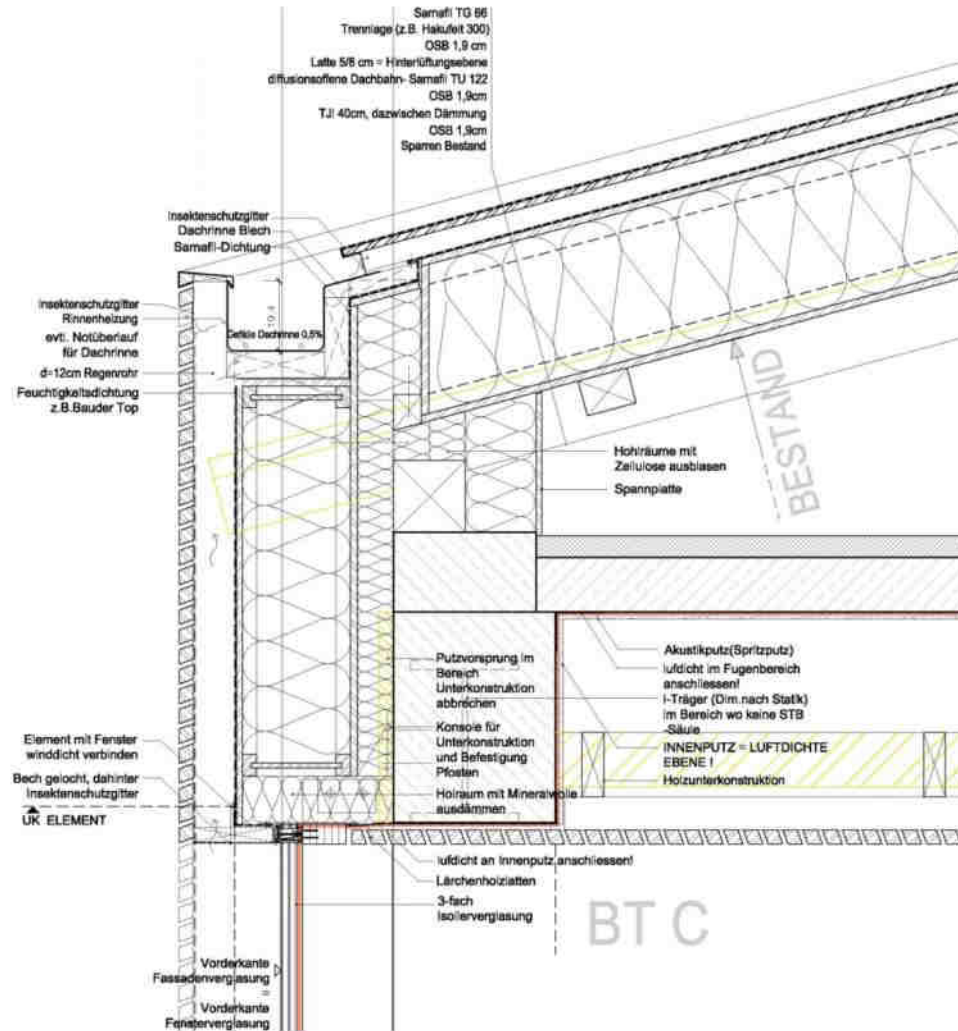 Sarnafil TG 66
Trennlage (z.B. Hakufelt 300)
OSB 1,9 cm
Latte 5/8 cm = Hinterlüftungsebene
diffusionsoffene Dachbahn- Sarnafil TU 122
OSB 1,9cm
TJI 40cm, dazwischen Dämmung
OSB 1,9cm
Sparren Bestand
Insektenschutzgitter
Dachrinne Blech
Sarnafil-Dichtung
Insektenschutzgitter
Rinnenheizung
evtl. Notüberlauf
für Dachrinne
d=12cm Regenrohr
Feuchtigkeitsdichtung
z.B.Bauder Top
Gefälle Dachrinne 0,5%
BESTAND
Hohlräume mit
Zellulose ausblasen
Spannplatte
Putzvorsprung im
Bereich
Unterkonstruktion
abbrechen
Konsole für
Unterkonstruktion
und Befestigung
Pfosten
Holraum mit Mineralwolle
ausdämmen
Akustikputz(Spritzputz)
lufdicht im Fugenbereich
anschliessen!
I-Träger (Dim.nach Statik)
im Bereich wo keine STB
-Säule
INNENPUTZ = LUFTDICHTE
EBENE !
Holzunterkonstruktion
Element mit Fenster
winddicht verbinden
Bech gelocht, dahinter
Insektenschutzgitter
UK ELEMENT
lufdicht an Innenputz anschliessen!
Lärchenholzlatten
3-fach
Isolierverglasung
BT C
Vorderkante
Fassadenverglasung
=
Vorderkante
Fensterverglasung